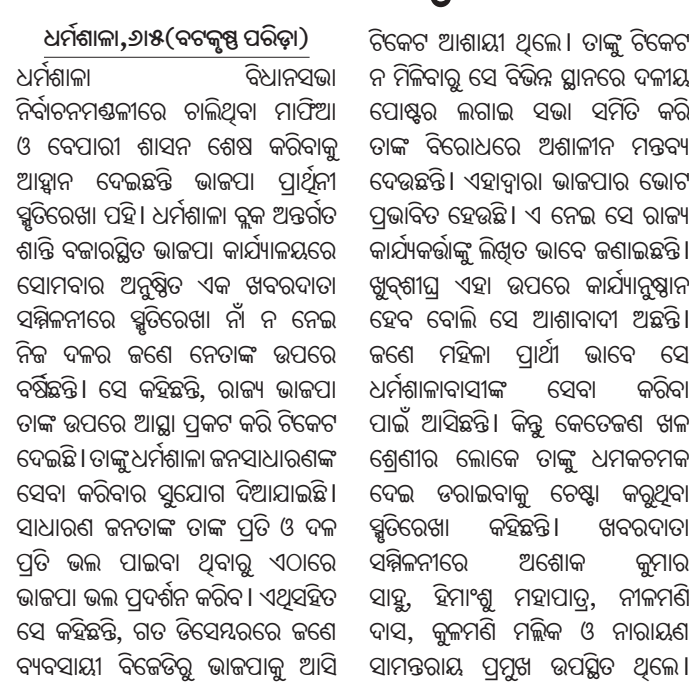 ଧର୍ମଶାଳା,୬ା୫(ବଟକୃଷ୍ଣ ପରିଡ଼ା)
ଧର୍ମଶାଳା ବିଧାନସଭା
ନିର୍ବାଚନମଣ୍ଡଳୀରେ ଚାଲିଥିବା ମାଫିଆ
ଓ ବେପାରୀ ଶାସନ ଶେଷ କରିବାକୁ
ଆହ୍ୱାନ ଦେଇଛନ୍ତି ଭାଜପା ପ୍ରାର୍ଥିନୀ
ସ୍ମୃତିରେଖା ପହି। ଧର୍ମଶାଳା ବ୍ଲକ ଅନ୍ତର୍ଗତ
ଶାନ୍ତି ବଜାରସ୍ଥିତ ଭାଜପା କାର୍ଯ୍ୟାଳୟରେ
ସୋମବାର ଅନୁଷ୍ଠିତ ଏକ ଖବରଦାତା
ସମ୍ମିଳନୀରେ ସ୍ମୃତିରେଖା ନାଁ ନ ନେଇ
ନିଜ ଦଳର ଜଣେ ନେତାଙ୍କ ଉପରେ
ବର୍ଷିଛନ୍ତି। ସେ କହିଛନ୍ତି, ରାଜ୍ୟ ଭାଜପା
ତାଙ୍କ ଉପରେ ଆସ୍ଥା ପ୍ରକଟ କରି ଟିକେଟ
ଦେଇଛି। ତାଙ୍କୁ ଧର୍ମଶାଳା ଜନସାଧାରଣଙ୍କ
ସେବା କରିବାର ସୁଯୋଗ ଦିଆଯାଇଛି।
ସାଧାରଣ ଜନତାଙ୍କ ତାଙ୍କ ପ୍ରତି ଓ ଦଳ
ପ୍ରତି ଭଲ ପାଇବା ଥିବାରୁ ଏଠାରେ
ଭାଜପା ଭଲ ପ୍ରଦର୍ଶନ କରିବ। ଏଥିସହିତ
ସେ କହିଛନ୍ତି, ଗତ ଡିସେମ୍ବରରେ ଜଣେ
ବ୍ୟବସାୟୀ ବିଜେଡିରୁ ଭାଜପାକୁ ଆସି
ଟିକେଟ ଆଶାୟୀ ଥିଲେ। ତାଙ୍କୁ ଟିକେଟ
ନ ମିଳିବାରୁ ସେ ବିଭିନ୍ନ ସ୍ଥାନରେ ଦଳୀୟ
ପୋଷ୍ଟର ଲଗାଇ ସଭା ସମିତି କରି
ତାଙ୍କ ବିରୋଧରେ ଅଶାଳୀନ ମନ୍ତବ୍ୟ
ଦେଉଛନ୍ତି। ଏହାଦ୍ୱାରା ଭାଜପାର ଭୋଟ
ପ୍ରଭାବିତ ହେଉଛି। ଏ ନେଇ ସେ ରାଜ୍ୟ
କାର୍ଯ୍ୟକର୍ତ୍ତାଙ୍କୁ ଲିଖିତ ଭାବେ ଜଣାଇଛନ୍ତି।
ଖୁବ୍‌ଶୀଘ୍ର ଏହା ଉପରେ କାର୍ଯ୍ୟାନୁଷ୍ଠାନ
ହେବ ବୋଲି ସେ ଆଶାବାଦୀ ଅଛନ୍ତି।
ଜଣେ ମହିଳା ପ୍ରାର୍ଥୀ ଭାବେ ସେ
ଧର୍ମଶାଳାବାସୀଙ୍କ ସେବା କରିବା
ପାଇଁ ଆସିଛନ୍ତି। କିନ୍ତୁ କେତେଜଣ ଖଳ
ଶ୍ରେଣୀର ଲୋକେ ତାଙ୍କୁ ଧମକଚମକ
ଦେଇ ଡରାଇବାକୁ ଚେଷ୍ଟା କରୁଥିବା
ସ୍ମୃତିରେଖା କହିଛନ୍ତି। ଖବରଦାତା
ସମ୍ମିଳନୀରେ ଅଶୋକ କୁମାର
ସାହୁ, ହିମାଂଶୁ ମହାପାତ୍ର, ନୀଳମଣି
ଦାସ, କୁଳମଣି ମଲ୍ଲିକ ଓ ନାରାୟଣ
ସାମନ୍ତରାୟ ପ୍ରମୁଖ ଉପସ୍ଥିତ ଥିଲେ।